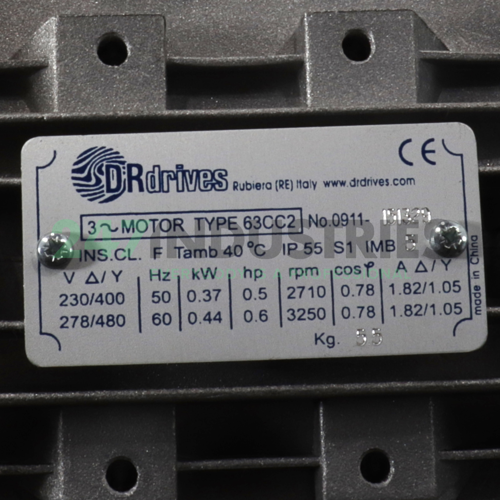 DRdrives Rubiera (RE) Italy www.drdrives.com CE
3~MOTOR TYPE 63CC2 No.0911-
INS.CL. F Tamb 40 °C IP 55 S1 IMB
V Δ/Y Hz kW hp rpm cosφ A Δ/Y
230/400 50 0.37 0.5 2710 0.78 1.82/1.05
278/480 60 0.44 0.6 3250 0.78 1.82/1.05
Kg. 5.5
made in China